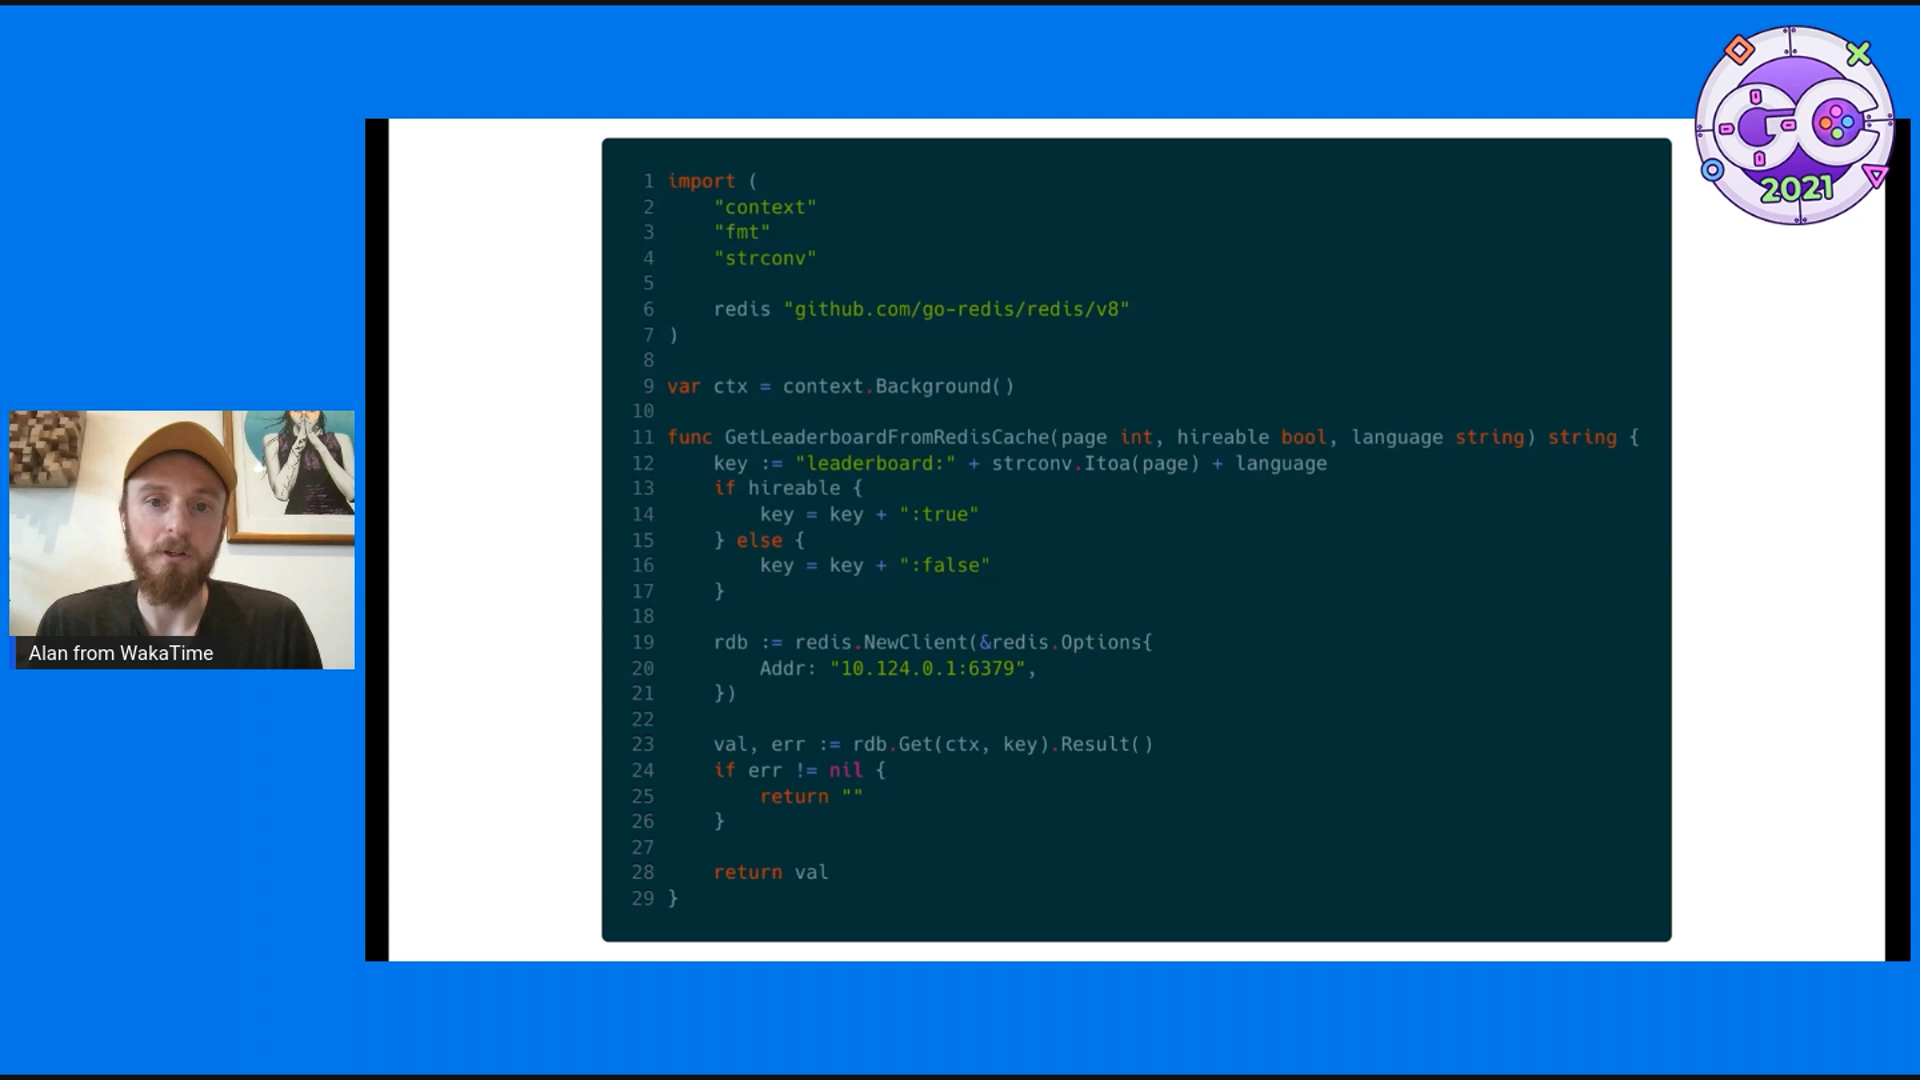 GC
2021
1 import (
2 "context"
3 "fmt"
4 "strconv"
5
6 redis "github.com/go-redis/redis/v8"
7 )
8
9 var ctx = context.Background()
10
11 func GetLeaderboardFromRedisCache(page int, hireable bool, language string) string {
12 key := "leaderboard:" + strconv.Itoa(page) + language
13 if hireable {
14 key = key + ":true"
15 } else {
16 key = key + ":false"
17 }
18
19 rdb := redis.NewClient(&redis.Options{
20 Addr: "10.124.0.1:6379",
21 })
22
23 val, err := rdb.Get(ctx, key).Result()
24 if err != nil {
25 return ""
26 }
27
28 return val
29 }
Alan from WakaTime